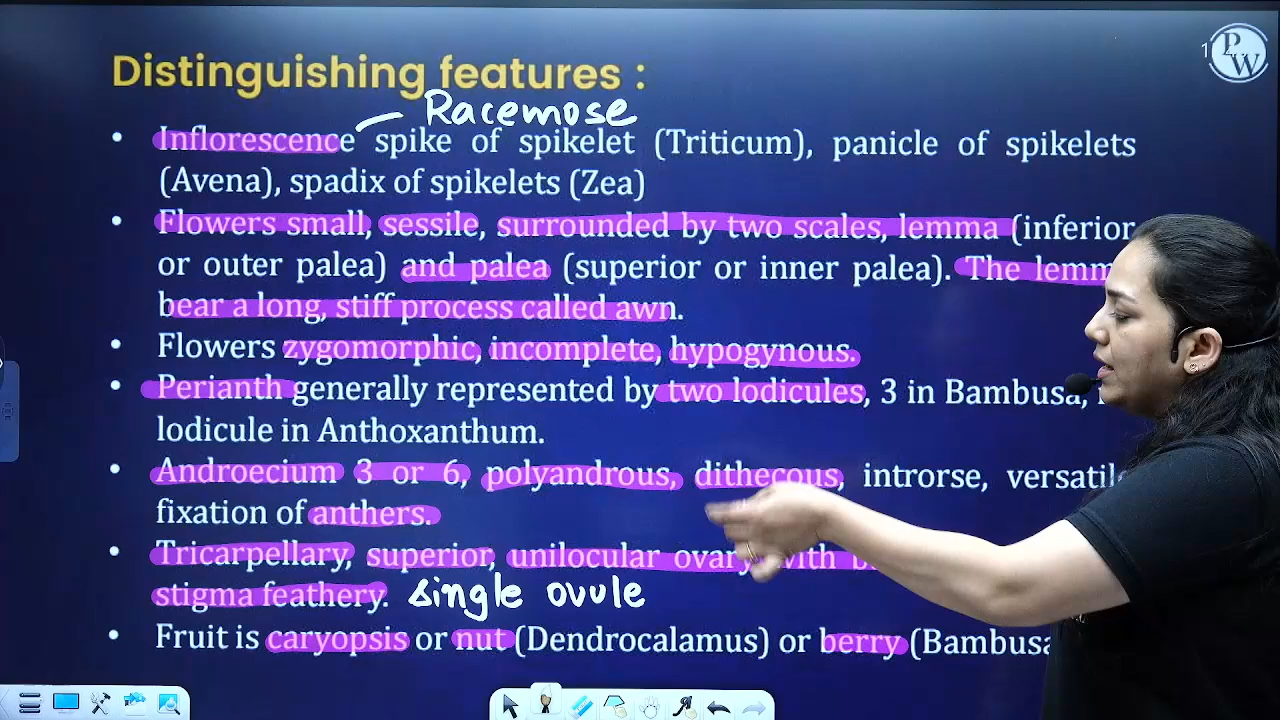 PW
1
Distinguishing features :
Racemose
• Inflorescence spike of spikelet (Triticum), panicle of spikelets
(Avena), spadix of spikelets (Zea)
• Flowers small, sessile, surrounded by two scales, lemma (inferior
or outer palea) and palea (superior or inner palea). The
bear a long, stiff process called awn.
• Flowers zygomorphic, incomplete, hypogynous.
• Perianth generally represented by two lodicules, 3 in Bambusa,
lodicule in Anthoxanthum.
• Androecium 3 or 6, polyandrous, dithecous, introrse,
fixation of anthers.
• Tricarpellary, superior, unilocular ovary with
stigma feathery. single ovule
• Fruit is caryopsis or nut (Dendrocalamus) or berry (Bambusa